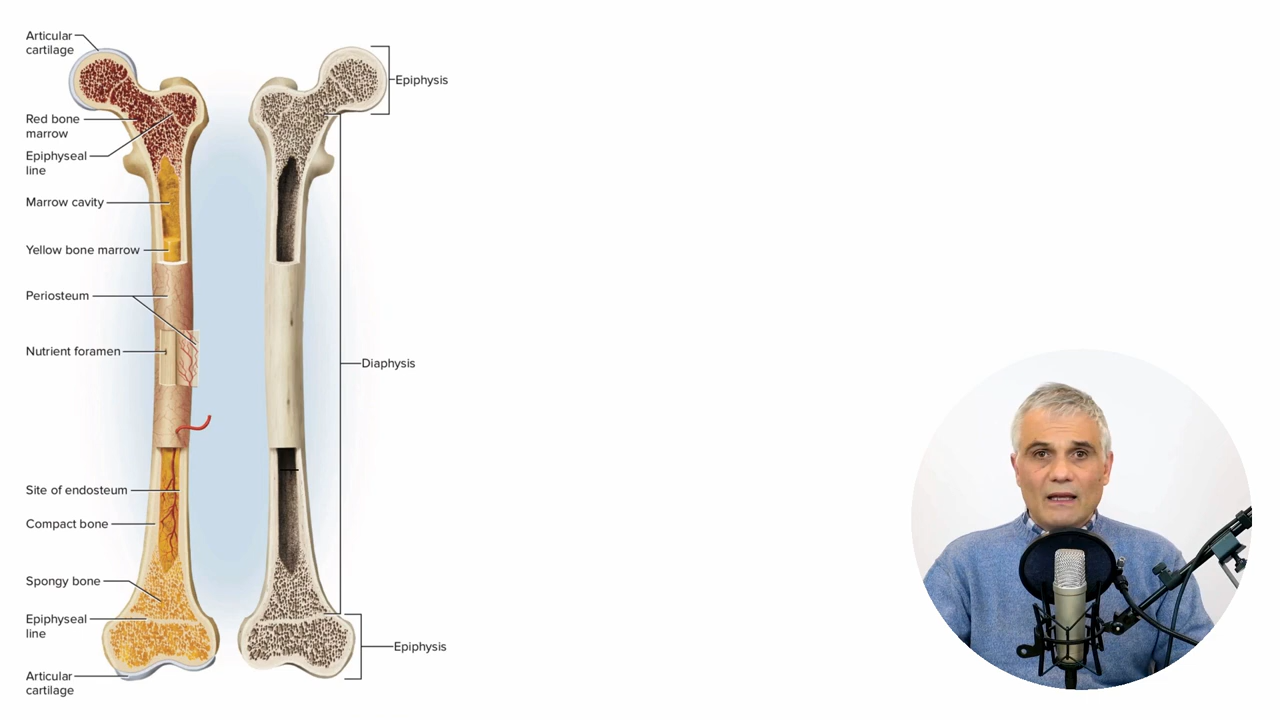 Articular
cartilage
Epiphysis
Red bone
marrow
Epiphyseal
line
Marrow cavity
Yellow bone marrow
Periosteum
Nutrient foramen
Diaphysis
Site of endosteum
Compact bone
Spongy bone
Epiphyseal
line
Epiphysis
Articular
cartilage